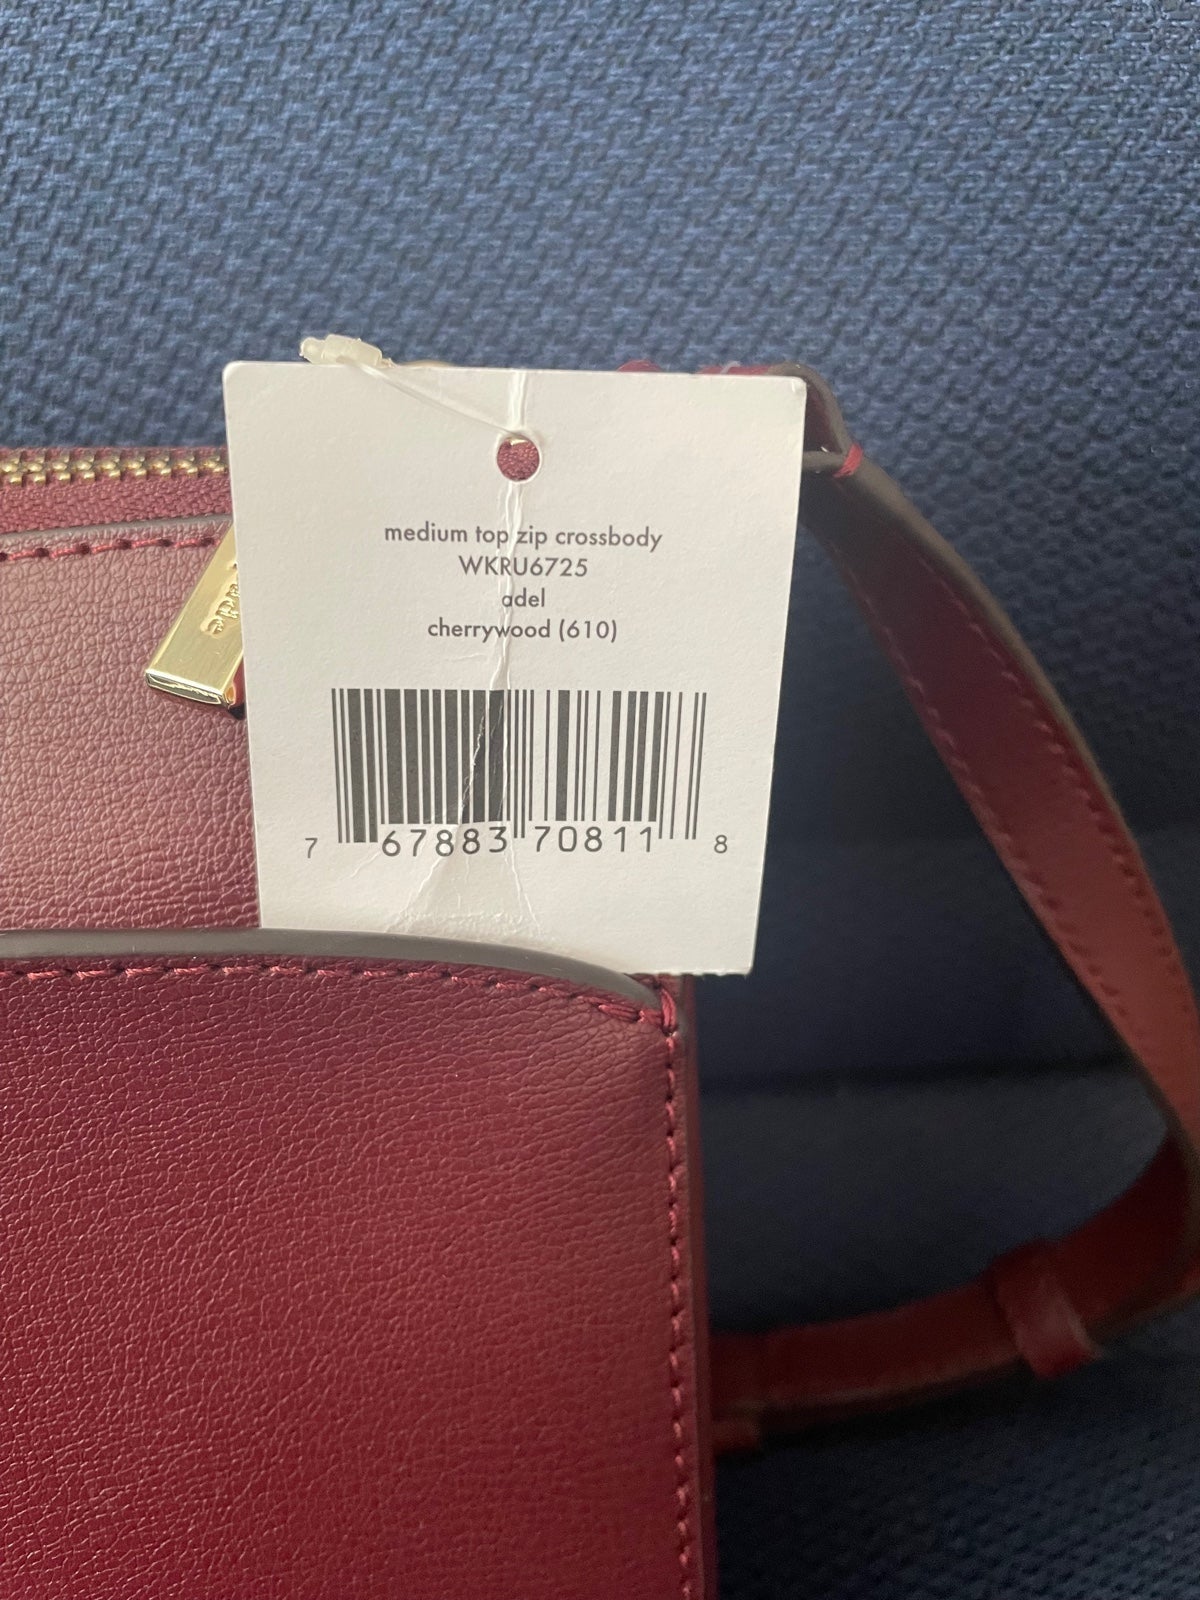 medium top zip crossbody
WKRU6725
adel
cherrywood (610)
7 67883 70811 8